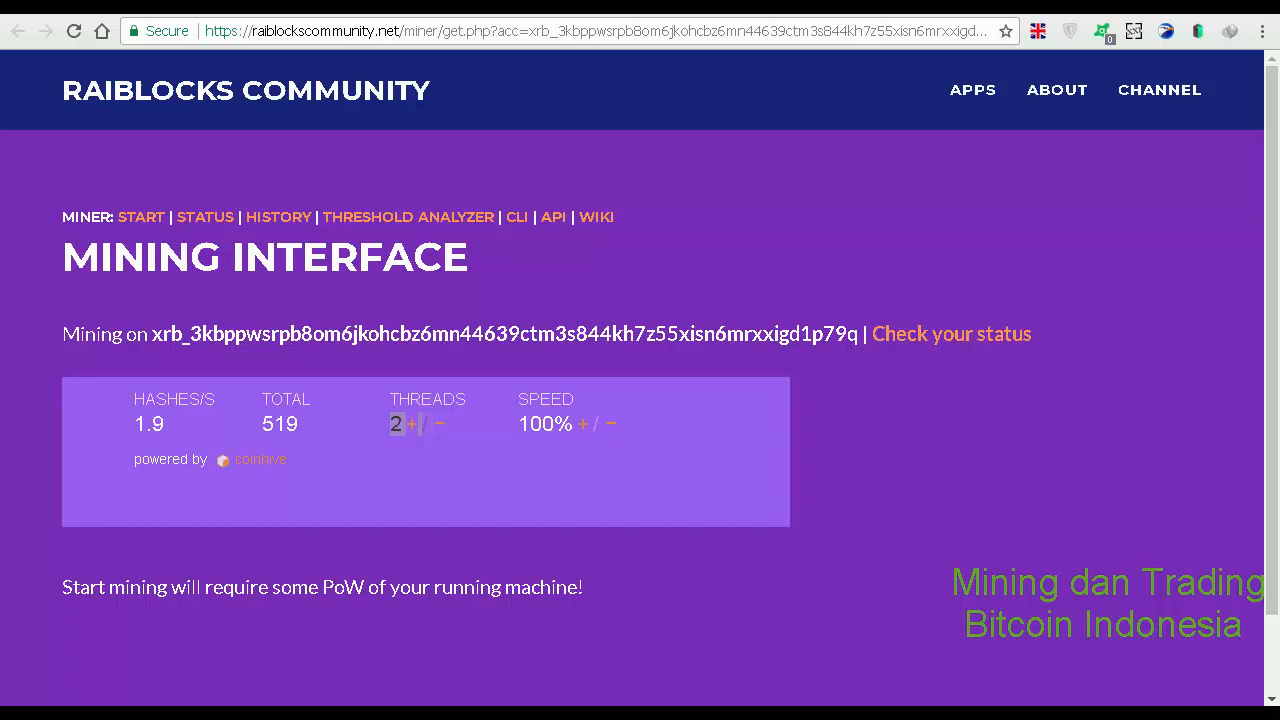 Secure https://raiblockscommunity.net/miner/get.php?acc=xrb_3kbppwsrpb8om6jkohcbz6mn44639ctm3s844kh7z55xisn6mrxxigd...
0
RAIBLOCKS COMMUNITY
APPS ABOUT CHANNEL
MINER: START | STATUS | HISTORY | THRESHOLD ANALYZER | CLI | API | WIKI
MINING INTERFACE
Mining on xrb_3kbppwsrpb8om6jkohcbz6mn44639ctm3s844kh7z55xisn6mrxxigd1p79q | Check your status
HASHES/S TOTAL THREADS SPEED
1.9 519 2 + / − 100% + / −
powered by coinhive
Start mining will require some PoW of your running machine!
Mining dan Trading
Bitcoin Indonesia